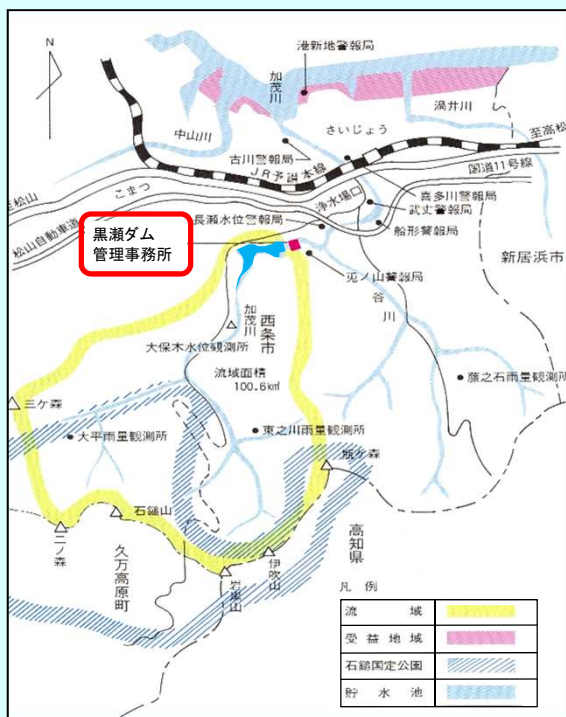 港新地警報局
N
加茂川
渦井川
中山川
さいじょう
至高松
古川警報局
JR予讃本線
国道11号線
浄水場口
喜多川警報局
こまつ
至松山
武丈警報局
長瀬水位警報局
船形警報局
松山自動車道
黒瀬ダム
管理事務所
新居浜市
兎ノ山警報局
谷川
加茂川
西条市
大保木水位観測所
流域面積
100.6km²
藤之石雨量観測所
三ケ森
大平雨量観測所
東之川雨量観測所
瓶ケ森
石鎚山
高知県
二ノ森
久万高原町
伊吹山
岩黒山
凡例
流域
受益地域
石鎚国定公園
貯水池